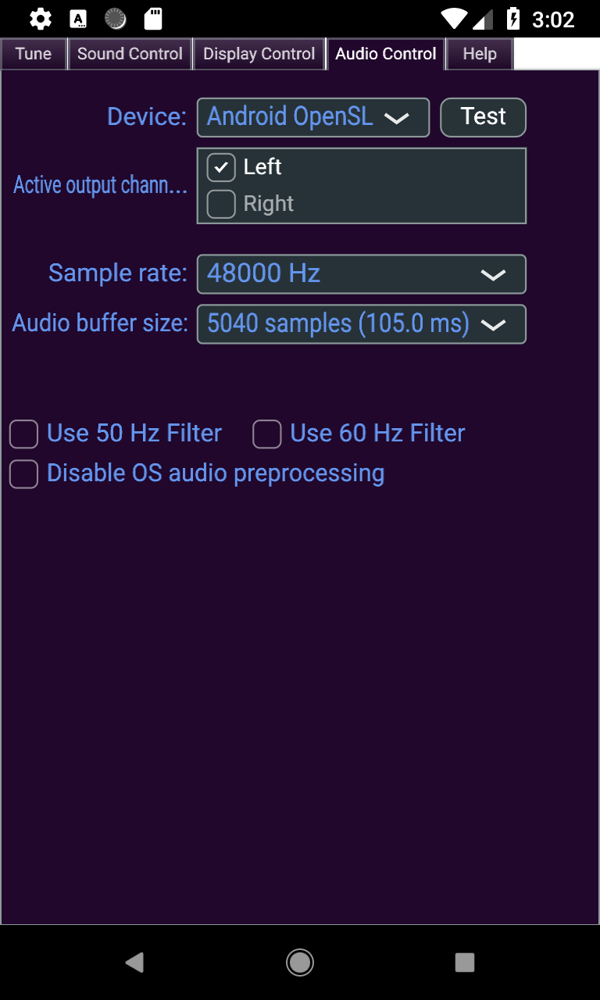 3:02
Tune Sound Control Display Control Audio Control Help
Device: Android OpenSL Test
Active output chann...
Left
Right
Sample rate: 48000 Hz
Audio buffer size: 5040 samples (105.0 ms)
Use 50 Hz Filter Use 60 Hz Filter
Disable OS audio preprocessing